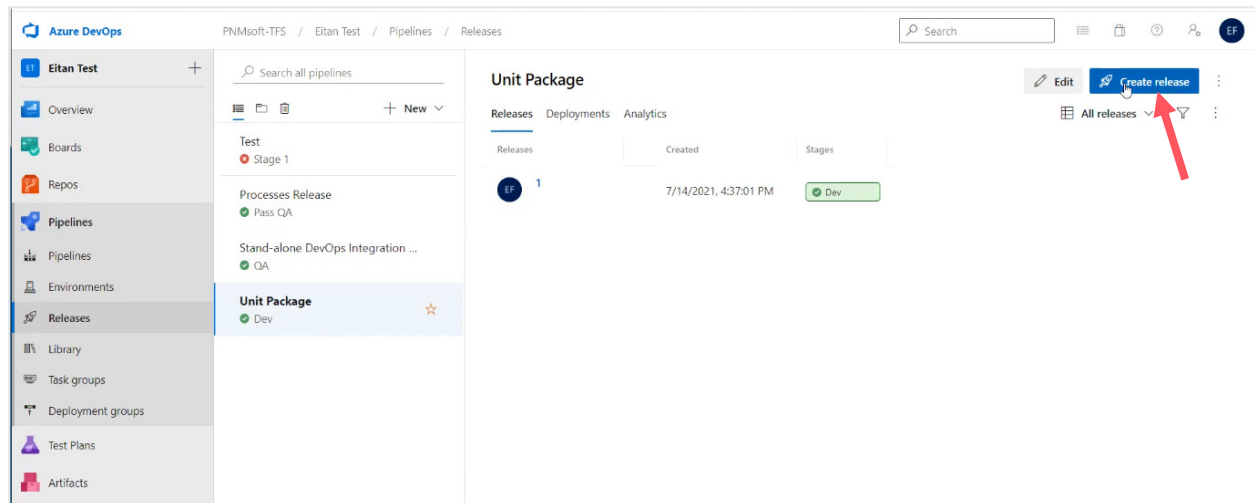 Azure DevOps
PNMsoft-TFS / Eitan Test / Pipelines / Releases
Search
EF
ET Eitan Test
Overview
Boards
Repos
Pipelines
Pipelines
Environments
Releases
Library
Task groups
Deployment groups
Test Plans
Artifacts
Search all pipelines
New
Test
Stage 1
Processes Release
Pass QA
Stand-alone DevOps Integration ...
QA
Unit Package
Dev
Unit Package
Edit
Create release
Releases Deployments Analytics
All releases
Releases Created Stages
EF 1 7/14/2021, 4:37:01 PM Dev